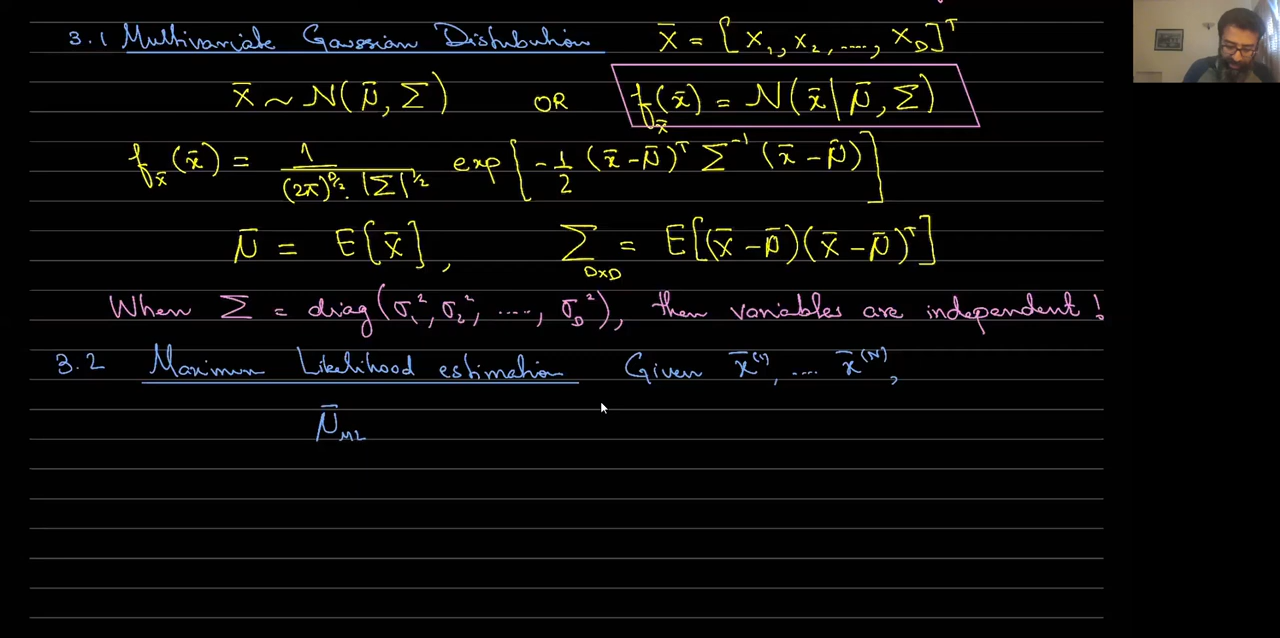 3.1 Multivariate Gaussian Distribution x̄ = [x₁, x₂, ...., x_D]ᵀ
x̄ ~ N(μ̄, Σ) OR f_x̄(x̄) = N(x̄ | μ̄, Σ)
f_x̄(x̄) = 1/((2π)^{D/2} · |Σ|^{1/2}) exp[-1/2 (x̄-μ̄)ᵀ Σ⁻¹ (x̄-μ̄)]
μ̄ = E[x̄], Σ_{D×D} = E[(x̄-μ̄)(x̄-μ̄)ᵀ]
When Σ = diag(σ₁², σ₂², ...., σ_D²), then variables are independent!
3.2 Maximum Likelihood estimation Given x̄⁽¹⁾, .... x̄⁽ᴺ⁾,
μ̄_ML